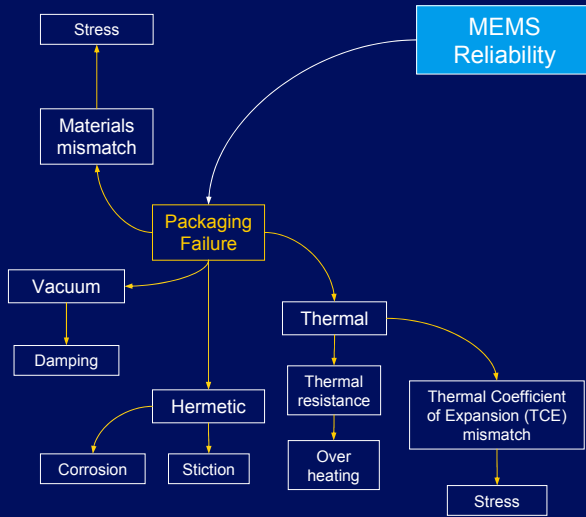 Stress
MEMS
Reliability
Materials
mismatch
Packaging
Failure
Vacuum
Thermal
Damping
Thermal
resistance
Thermal Coefficient
of Expansion (TCE)
mismatch
Hermetic
Over
heating
Corrosion
Stiction
Stress